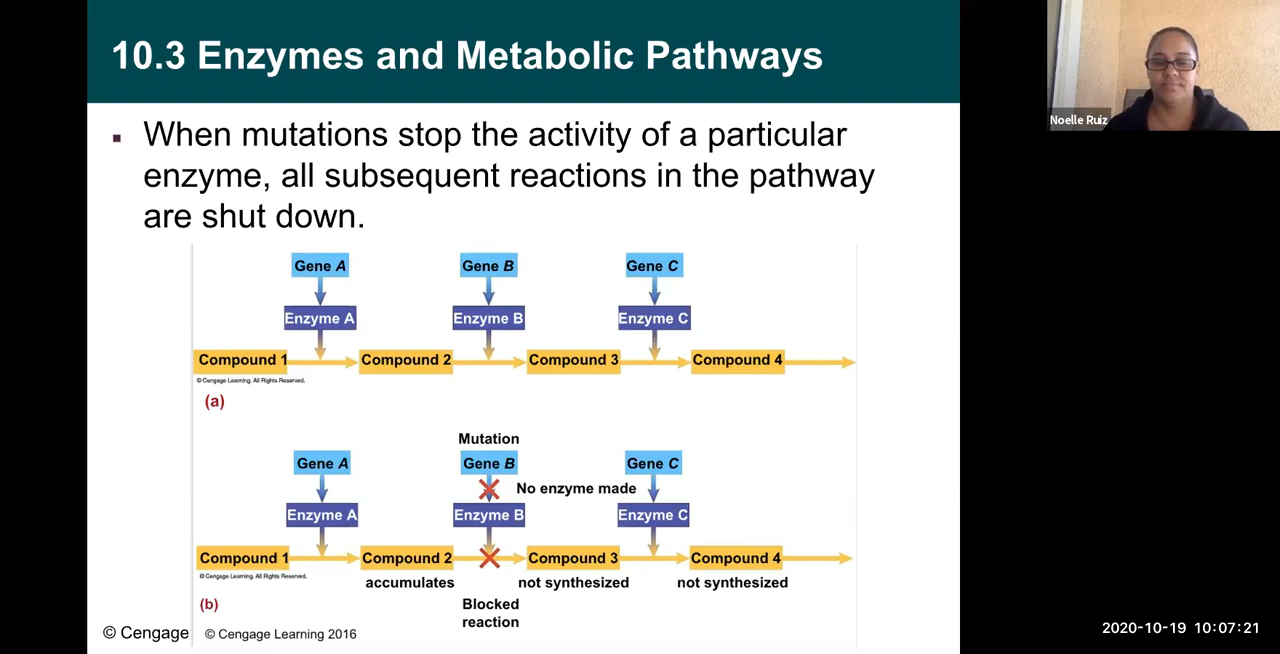 10.3 Enzymes and Metabolic Pathways
Noelle Ruiz
▪ When mutations stop the activity of a particular
enzyme, all subsequent reactions in the pathway
are shut down.
Gene A Gene B Gene C
Enzyme A Enzyme B Enzyme C
Compound 1 Compound 2 Compound 3 Compound 4
© Cengage Learning. All Rights Reserved.
(a)
Mutation
Gene A Gene B Gene C
No enzyme made
Enzyme A Enzyme B Enzyme C
Compound 1 Compound 2 Compound 3 Compound 4
© Cengage Learning. All Rights Reserved.
accumulates not synthesized not synthesized
(b)
Blocked
reaction
© Cengage © Cengage Learning 2016
2020-10-19 10:07:21